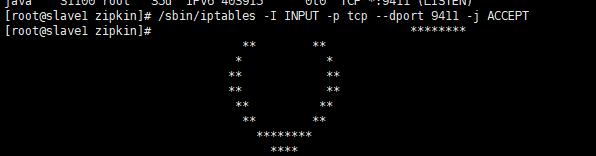 java    31100 root   35u  IPv6 403915      0t0  TCP *:9411 (LISTEN)
[root@slave1 zipkin]# /sbin/iptables -I INPUT -p tcp --dport 9411 -j ACCEPT
[root@slave1 zipkin]#                                     ********
                                  **        **
                                 *            *
                                **            **
                                **            **
                                 **          **
                                  **        **
                                    ********
                                      ****